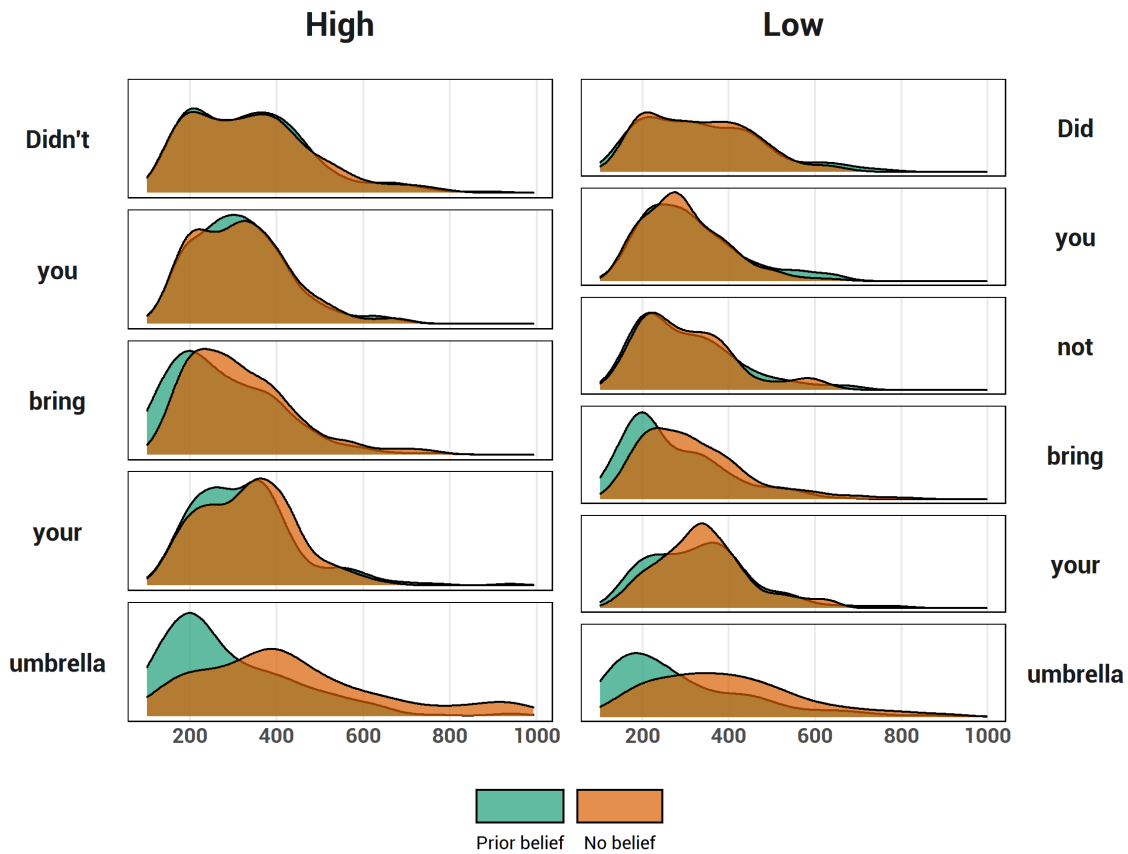 High
Low
Didn't
you
bring
your
umbrella
Did
you
not
bring
your
umbrella
200 400 600 800 1000
200 400 600 800 1000
Prior belief
No belief